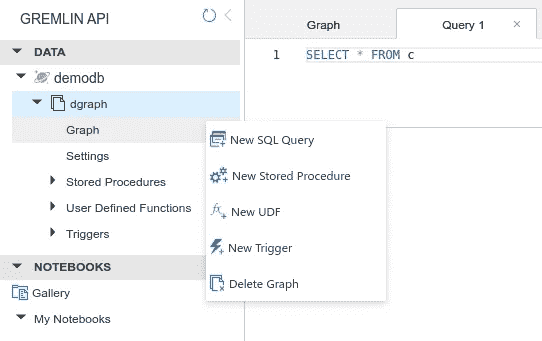 GREMLIN API
DATA
demodb
dgraph
Graph
Settings
Stored Procedures
User Defined Functions
Triggers
NOTEBOOKS
Gallery
My Notebooks
New SQL Query
New Stored Procedure
New UDF
New Trigger
Delete Graph
Graph
Query 1
1 SELECT * FROM c